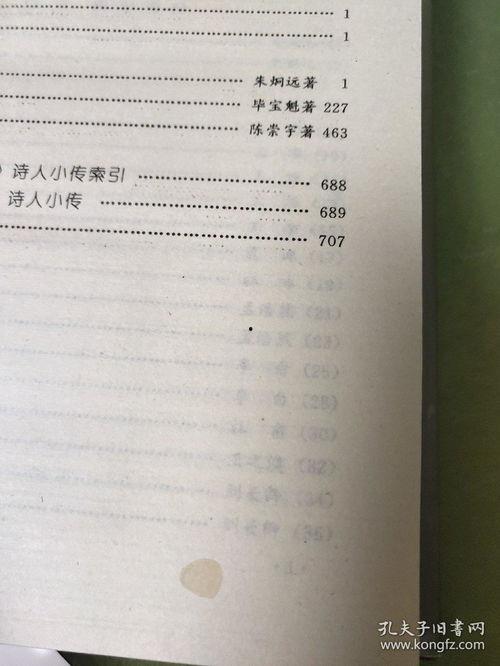 1
1
朱炯远著 1
毕宝魁著 227
陈崇宇著 463
）诗人小传索引 688
诗人小传 689
707
孔夫子旧书网
www.kongfz.com